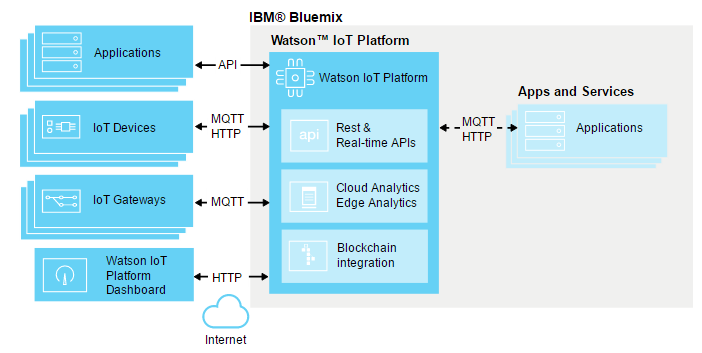 IBM® Bluemix
Watson™ IoT Platform
Applications
API
Watson IoT Platform
Apps and Services
IoT Devices
MQTT
HTTP
api
Rest &
Real-time APIs
MQTT
HTTP
Applications
IoT Gateways
MQTT
Cloud Analytics
Edge Analytics
Watson IoT
Platform
Dashboard
HTTP
Blockchain
integration
Internet